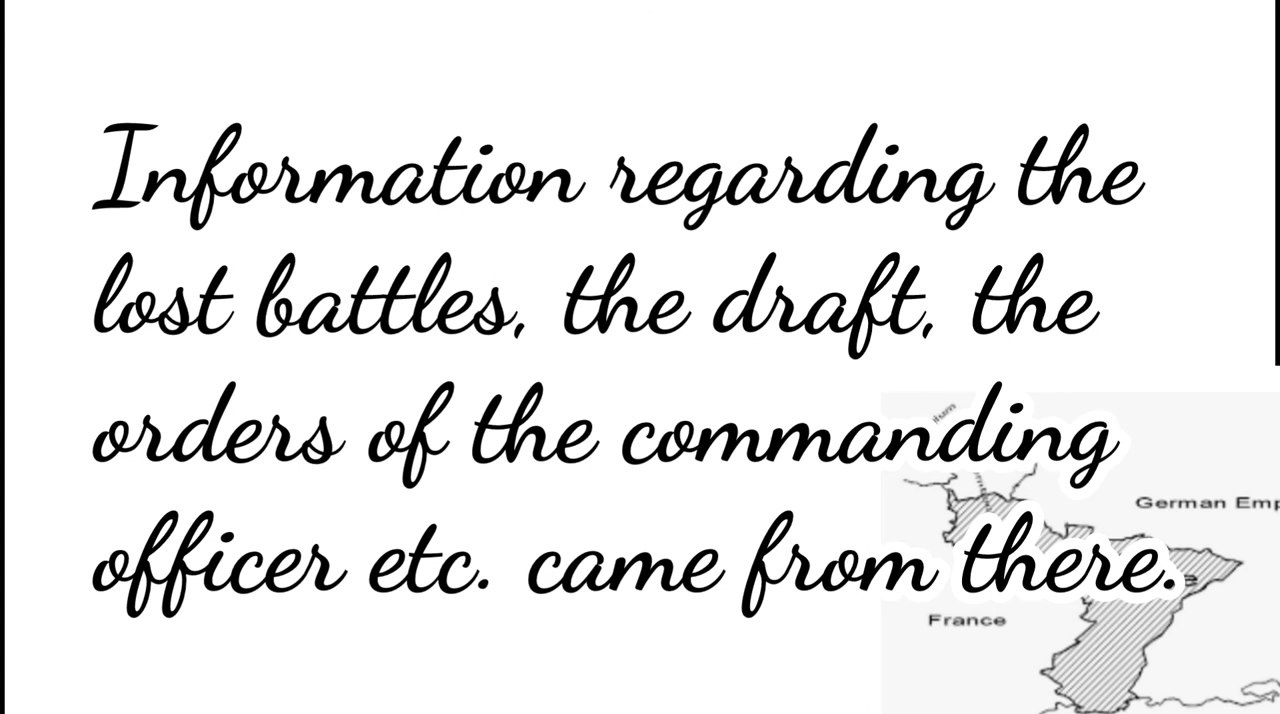 Information regarding the
lost battles, the draft, the
orders of the commanding
officer etc. came from there.
German Emp
France